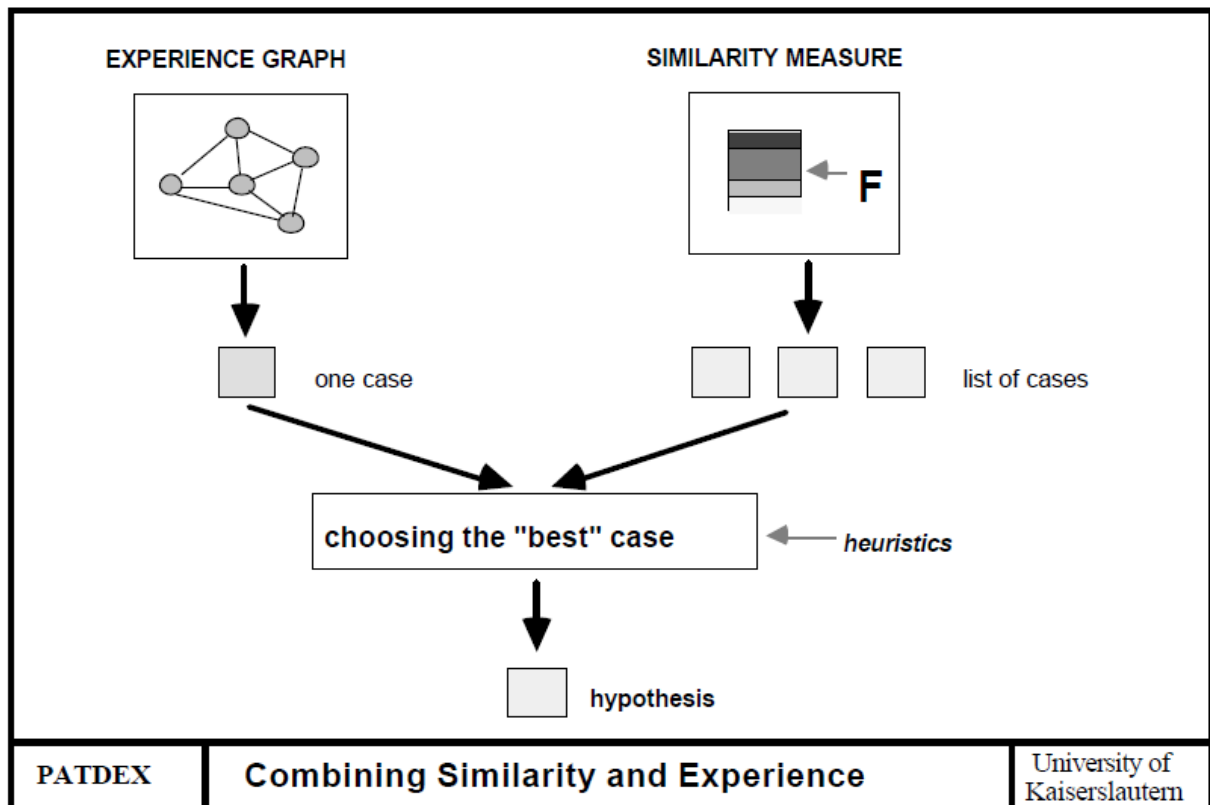 EXPERIENCE GRAPH
SIMILARITY MEASURE
F
one case
list of cases
choosing the "best" case
heuristics
hypothesis
PATDEX
Combining Similarity and Experience
University of
Kaiserslautern